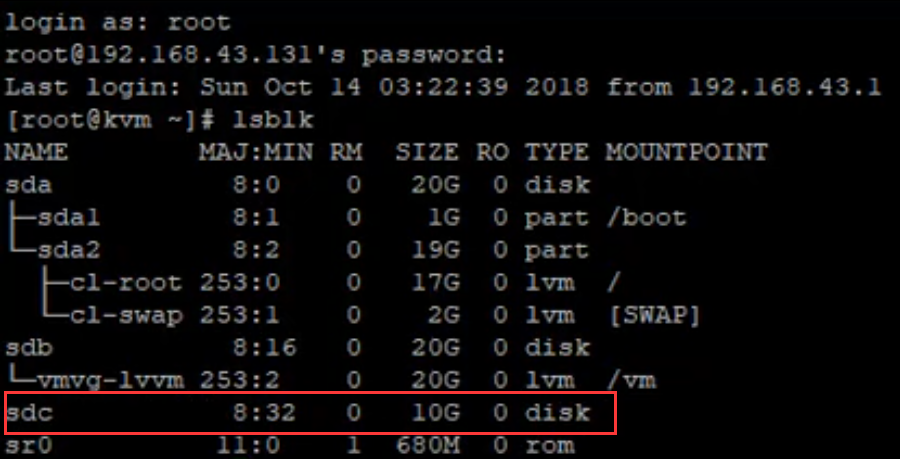 login as: root
root@192.168.43.131's password:
Last login: Sun Oct 14 03:22:39 2018 from 192.168.43.1
[root@kvm ~]# lsblk
NAME            MAJ:MIN RM  SIZE RO TYPE MOUNTPOINT
sda               8:0    0   20G  0 disk
├─sda1            8:1    0    1G  0 part /boot
└─sda2            8:2    0   19G  0 part
  ├─cl-root     253:0    0   17G  0 lvm  /
  └─cl-swap     253:1    0    2G  0 lvm  [SWAP]
sdb               8:16   0   20G  0 disk
└─vmvg-lvvm     253:2    0   20G  0 lvm  /vm
sdc               8:32   0   10G  0 disk
sr0              11:0    1  680M  0 rom